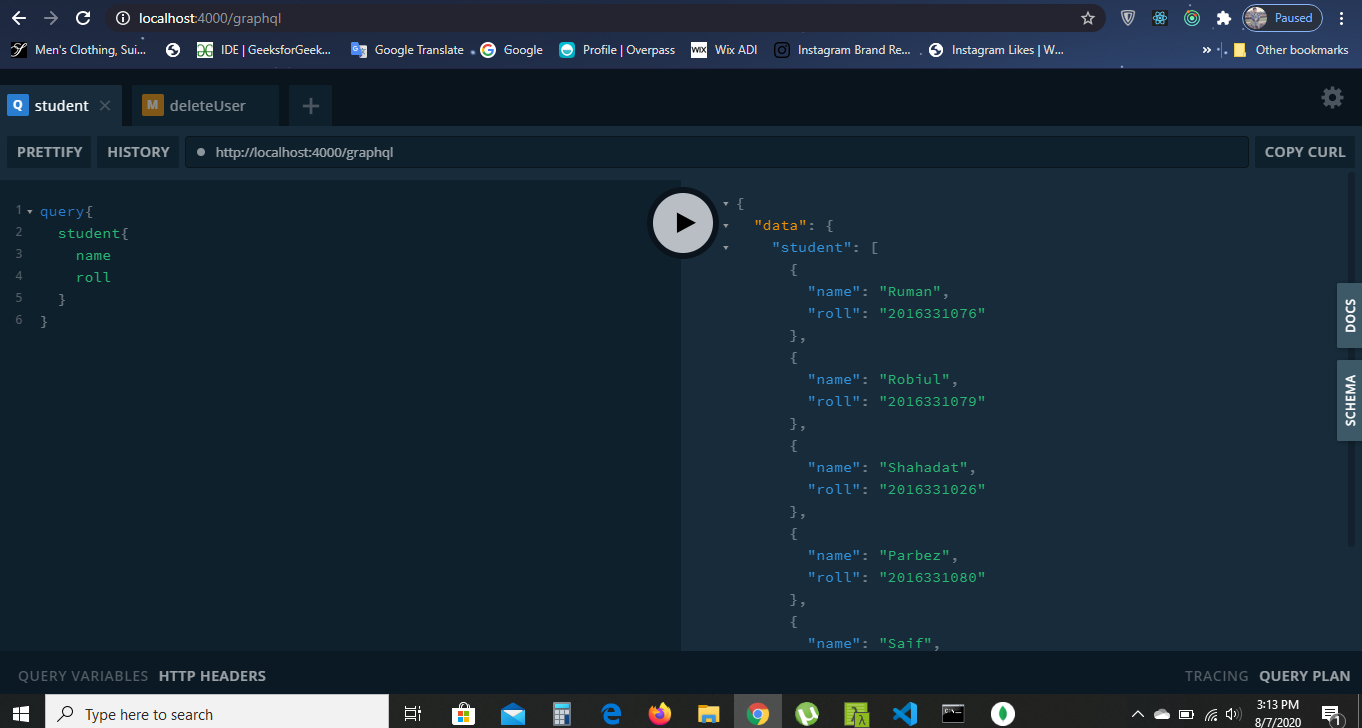 localhost:4000/graphql
Paused
Men's Clothing, Sui...
IDE | GeeksforGeek...
Google Translate
Google
Profile | Overpass
WIX
Wix ADI
Instagram Brand Re...
Instagram Likes | W...
»
Other bookmarks
Q student
M deleteUser
PRETTIFY
HISTORY
http://localhost:4000/graphql
COPY CURL
1 query{
2 student{
3 name
4 roll
5 }
6 }
{
"data": {
"student": [
{
"name": "Ruman",
"roll": "2016331076"
},
{
"name": "Robiul",
"roll": "2016331079"
},
{
"name": "Shahadat",
"roll": "2016331026"
},
{
"name": "Parbez",
"roll": "2016331080"
},
{
"name": "Saif",
DOCS
SCHEMA
QUERY VARIABLES HTTP HEADERS
TRACING QUERY PLAN
Type here to search
3:13 PM
8/7/2020
1